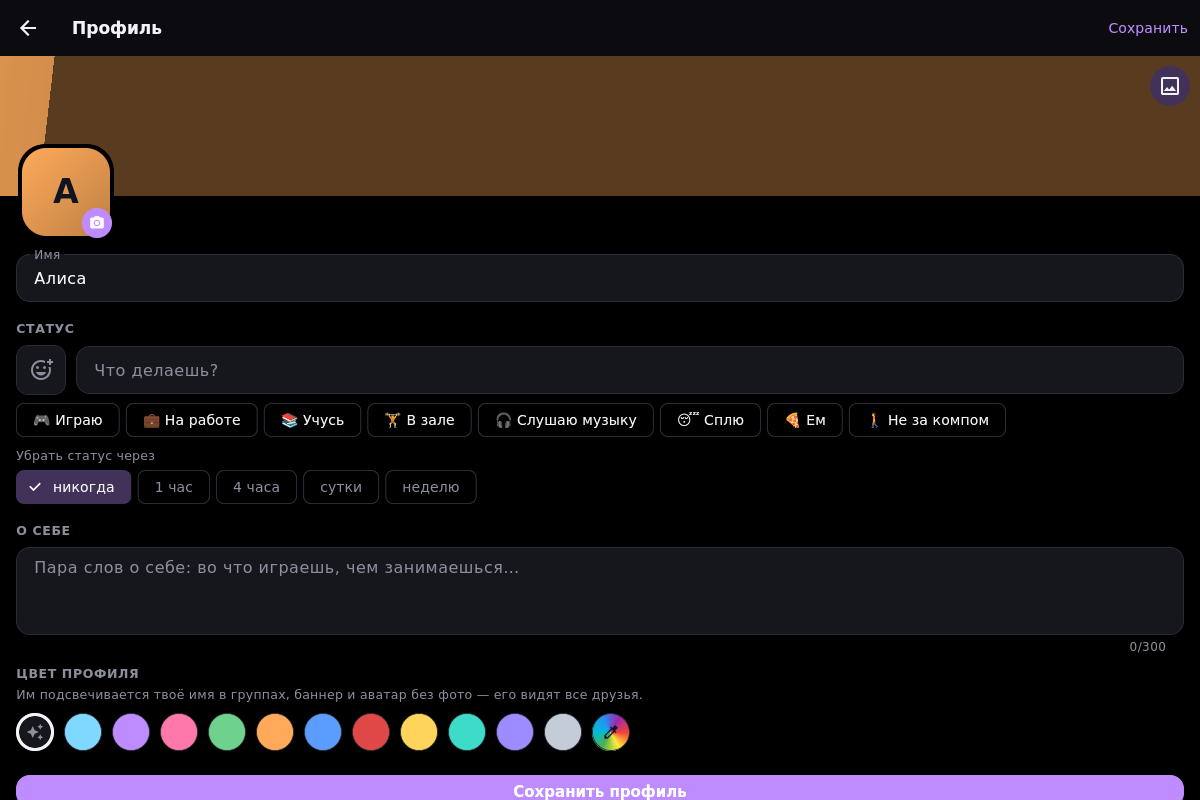 Профиль
Сохранить
А
Имя
Алиса
СТАТУС
Что делаешь?
🎮 Играю 💼 На работе 📚 Учусь 🏋 В зале 🎧 Слушаю музыку 😴 Сплю 🍕 Ем 🚶 Не за компом
Убрать статус через
никогда 1 час 4 часа сутки неделю
О СЕБЕ
Пара слов о себе: во что играешь, чем занимаешься...
0/300
ЦВЕТ ПРОФИЛЯ
Им подсвечивается твоё имя в группах, баннер и аватар без фото — его видят все друзья.
Сохранить профиль